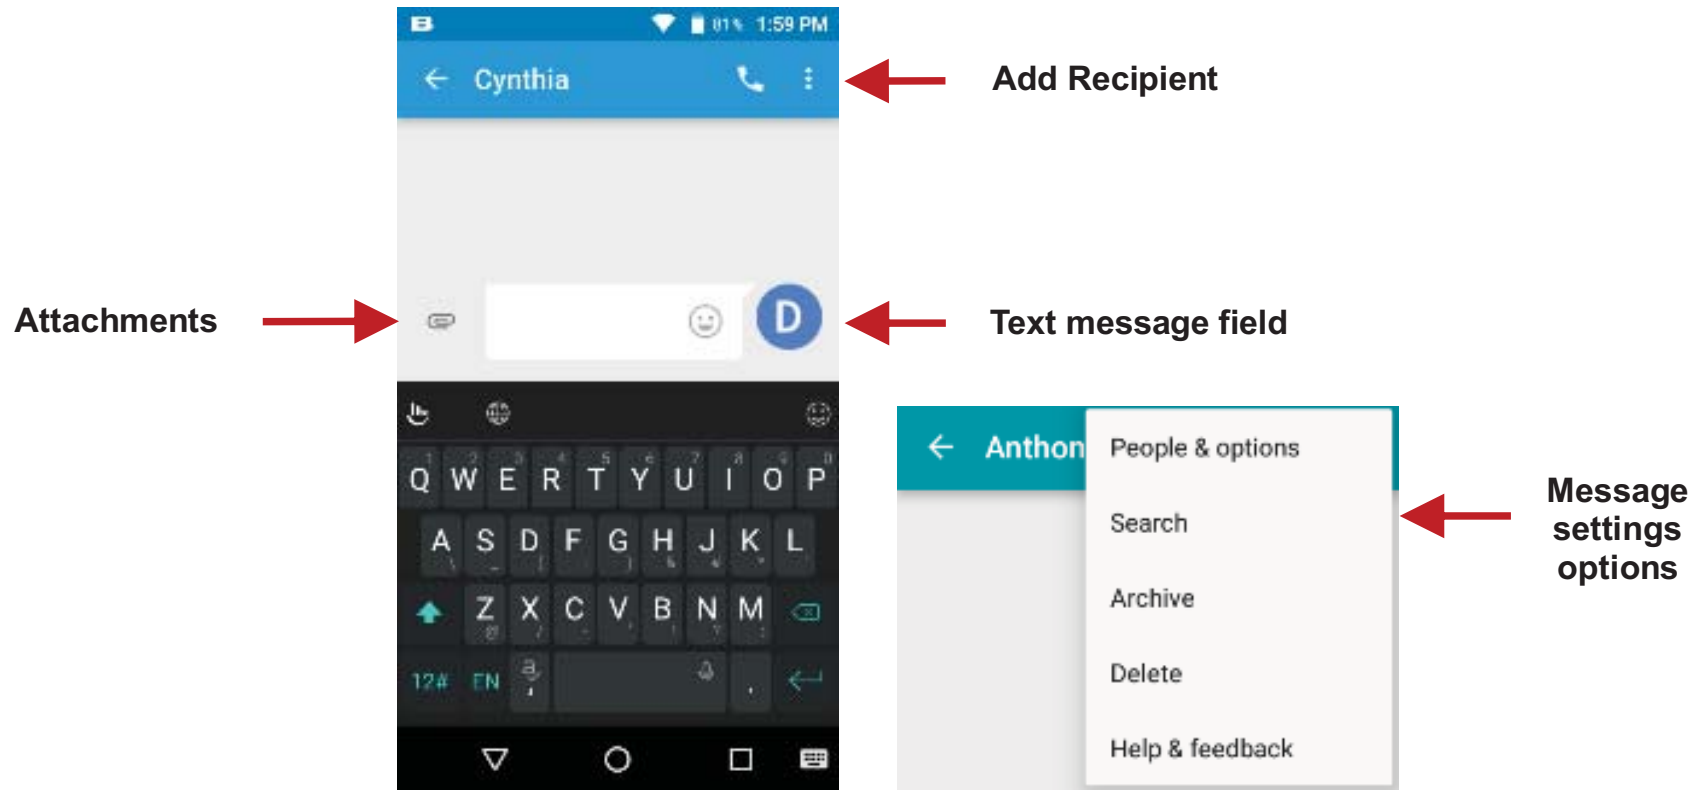 81% 1:59 PM
Cynthia
Add Recipient
Attachments
D
Text message field
Q W E R T Y U I O P
A S D F G H J K L
Z X C V B N M
12# EN
Anthon
People & options
Search
Archive
Delete
Help & feedback
Message
settings
options